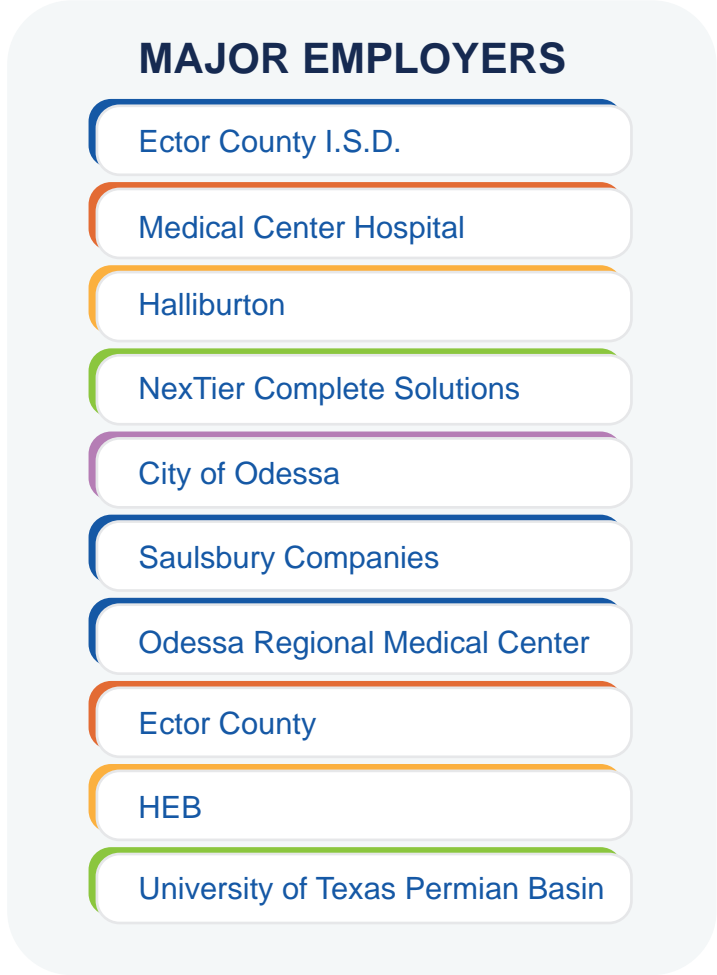 MAJOR EMPLOYERS
Ector County I.S.D.
Medical Center Hospital
Halliburton
NexTier Complete Solutions
City of Odessa
Saulsbury Companies
Odessa Regional Medical Center
Ector County
HEB
University of Texas Permian Basin